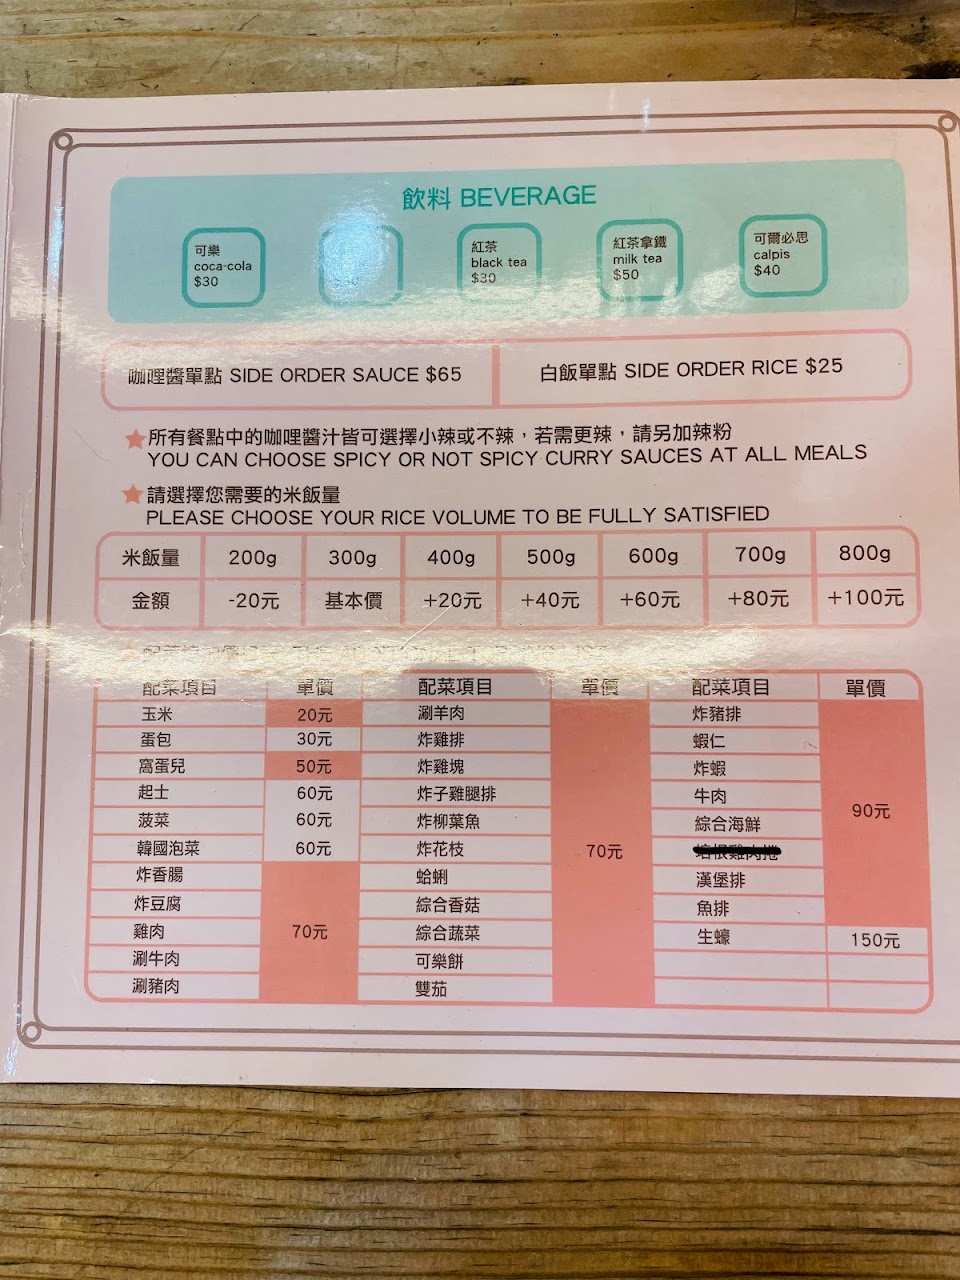 飲料 BEVERAGE
可樂
coca-cola
$30
紅茶
black tea
$30
紅茶拿鐵
milk tea
$50
可爾必思
calpis
$40
咖哩醬單點 SIDE ORDER SAUCE $65
白飯單點 SIDE ORDER RICE $25
★所有餐點中的咖哩醬汁皆可選擇小辣或不辣，若需更辣，請另加辣粉
YOU CAN CHOOSE SPICY OR NOT SPICY CURRY SAUCES AT ALL MEALS
★請選擇您需要的米飯量
PLEASE CHOOSE YOUR RICE VOLUME TO BE FULLY SATISFIED
米飯量 200g 300g 400g 500g 600g 700g 800g
金額 -20元 基本價 +20元 +40元 +60元 +80元 +100元
配菜項目 單價 配菜項目 單價 配菜項目 單價
玉米 20元 涮羊肉 炸豬排
蛋包 30元 炸雞排 蝦仁
窩蛋兒 50元 炸雞塊 炸蝦
起士 60元 炸子雞腿排 牛肉 90元
菠菜 60元 炸柳葉魚 綜合海鮮
韓國泡菜 60元 炸花枝 70元
炸香腸 蛤蜊 漢堡排
炸豆腐 綜合香菇 魚排
雞肉 70元 綜合蔬菜 生蠔 150元
涮牛肉 可樂餅
涮豬肉 雙茄